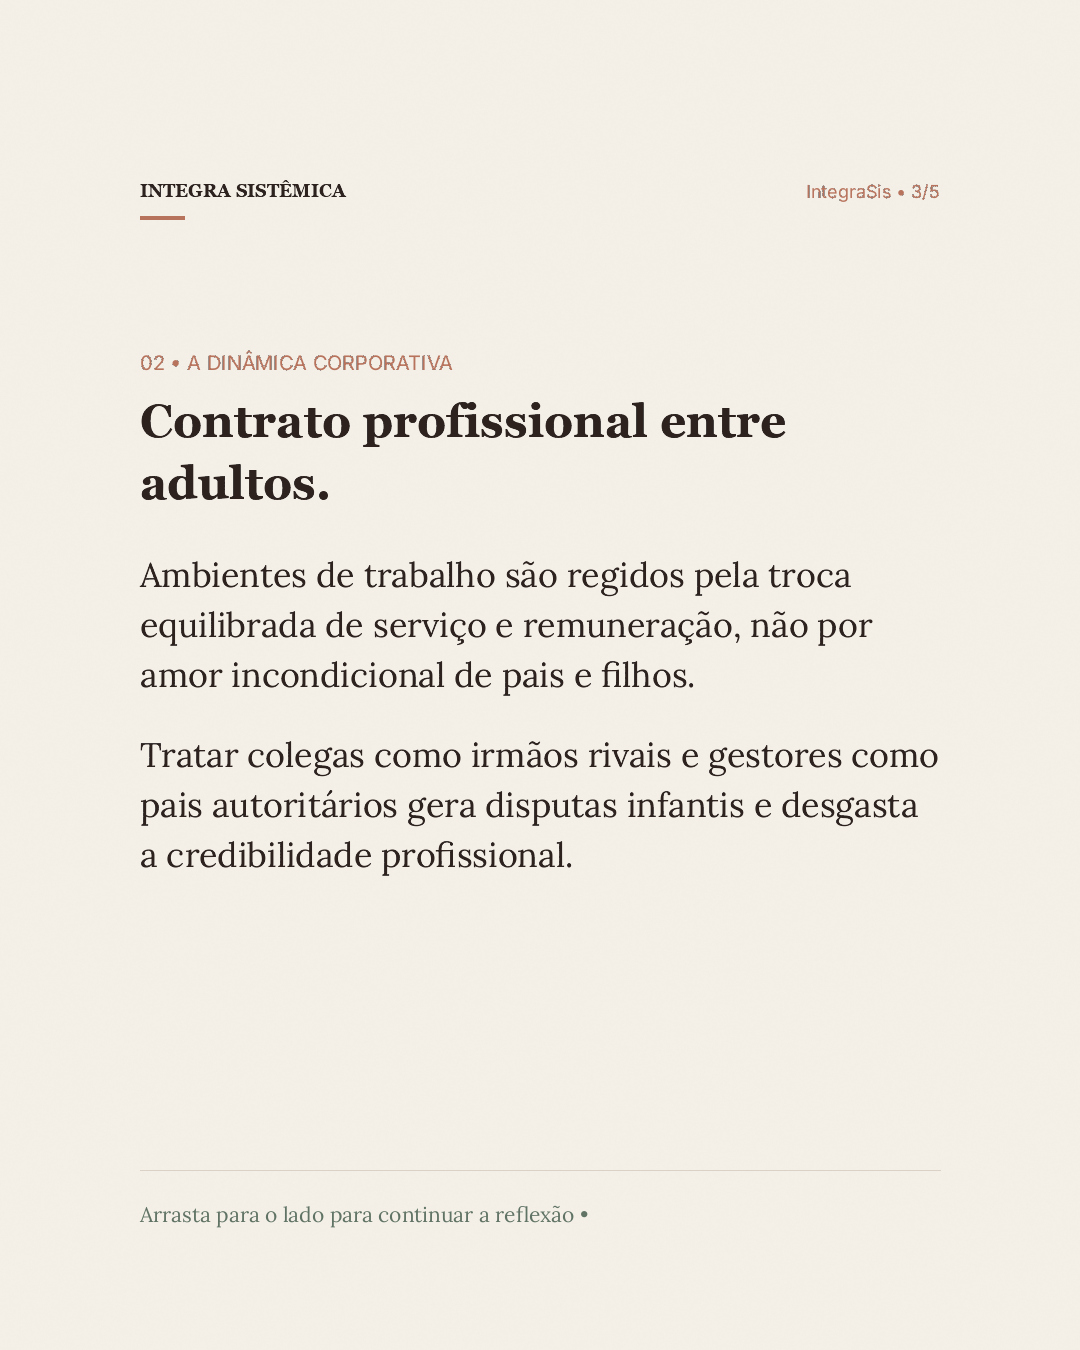 INTEGRA SISTÊMICA
IntegraSis • 3/5
02 • A DINÂMICA CORPORATIVA
Contrato profissional entre
adultos.
Ambientes de trabalho são regidos pela troca
equilibrada de serviço e remuneração, não por
amor incondicional de pais e filhos.
Tratar colegas como irmãos rivais e gestores como
pais autoritários gera disputas infantis e desgasta
a credibilidade profissional.
Arrasta para o lado para continuar a reflexão •